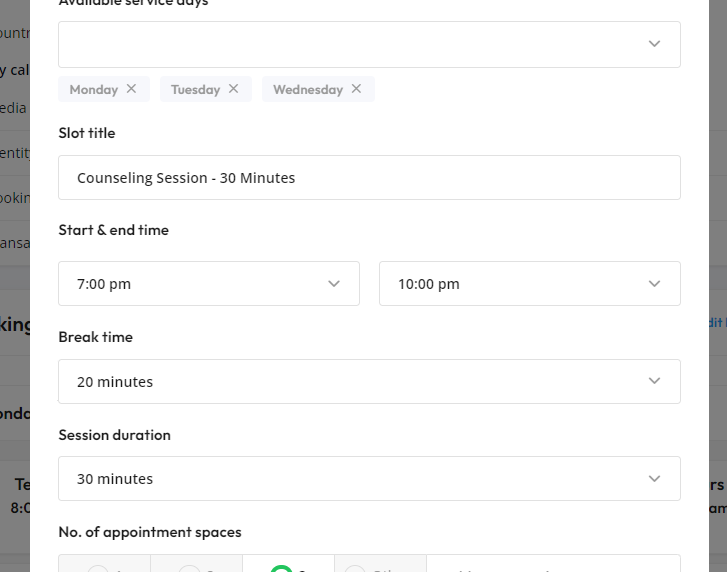 Available service days
Monday
Tuesday
Wednesday
Slot title
Counseling Session - 30 Minutes
Start & end time
7:00 pm
10:00 pm
Break time
20 minutes
Session duration
30 minutes
No. of appointment spaces